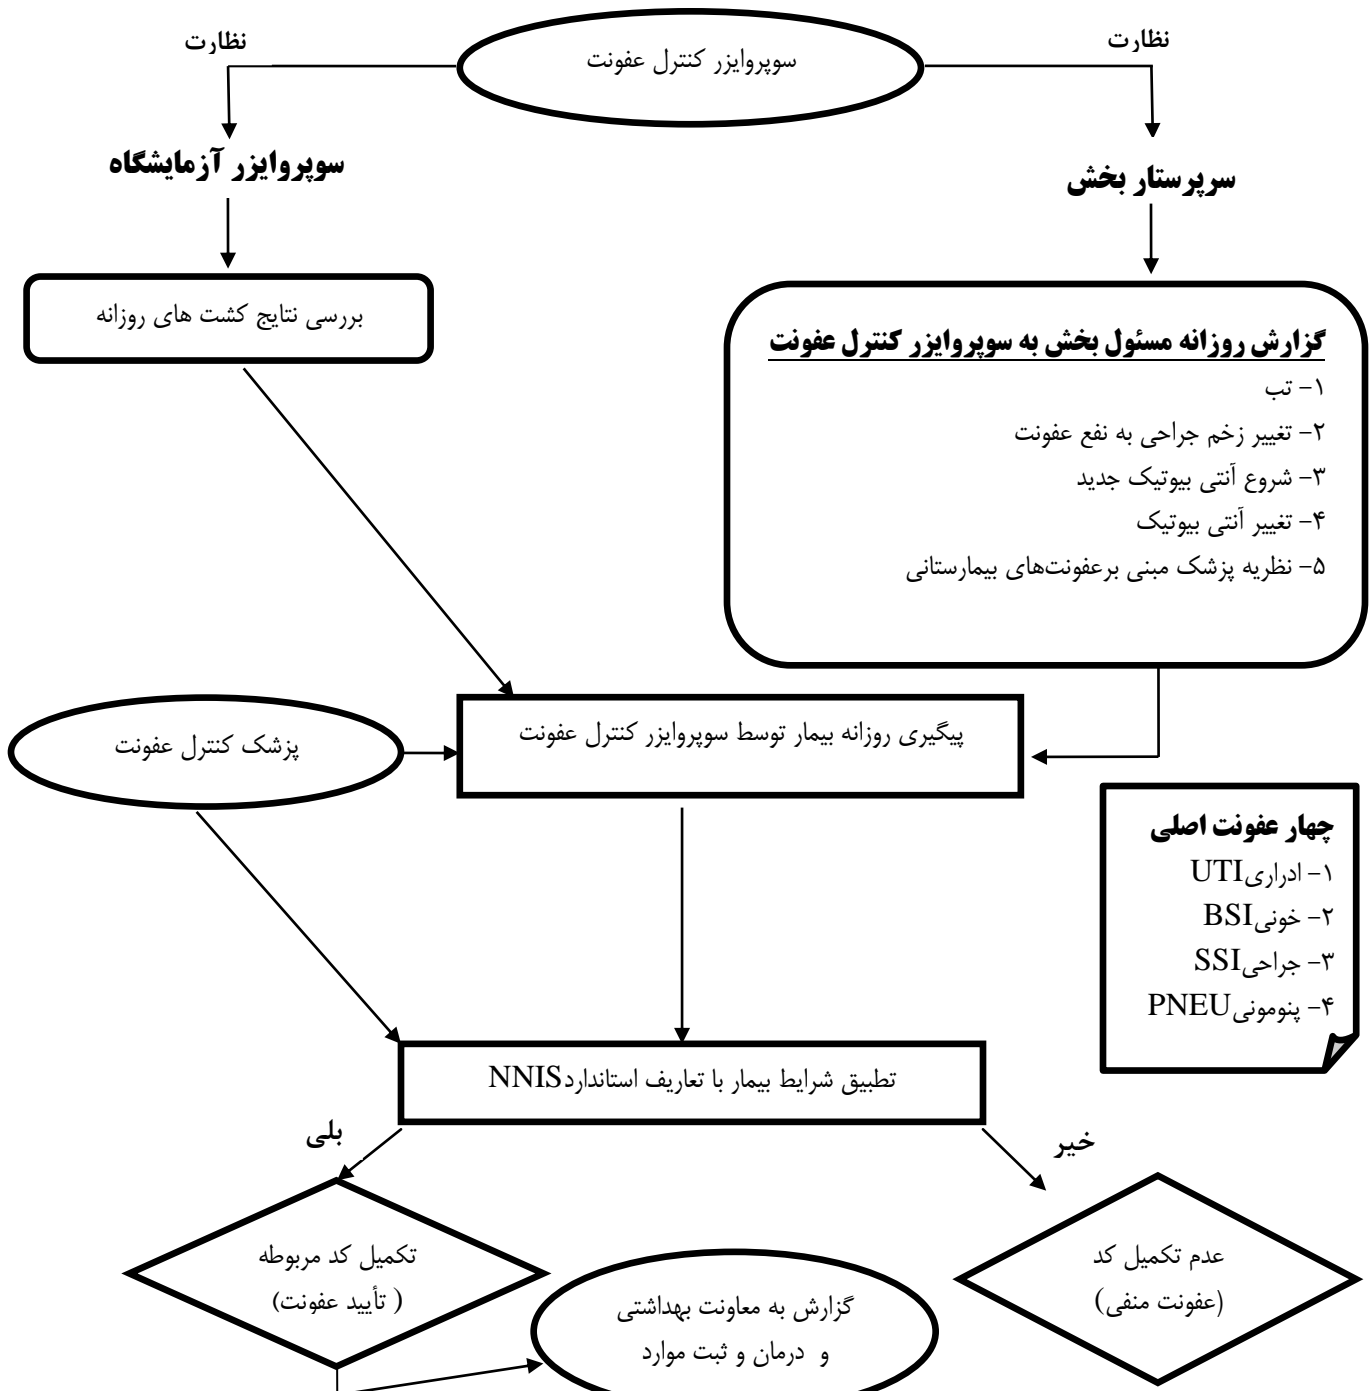 نظارت
سوپروایزر کنترل عفونت
نظارت
سرپرستار بخش
سوپروایزر آزمایشگاه
بررسی نتایج کشت های روزانه
گزارش روزانه مسئول بخش به سوپروایزر کنترل عفونت
۱- تب
۲- تغییر زخم جراحی به نفع عفونت
۳- شروع آنتی بیوتیک جدید
۴- تغییر آنتی بیوتیک
۵- نظریه پزشک مبنی برعفونت‌های بیمارستانی
پیگیری روزانه بیمار توسط سوپروایزر کنترل عفونت
پزشک کنترل عفونت
چهار عفونت اصلی
۱- ادراریUTI
۲- خونیBSI
۳- جراحیSSI
۴- پنومونیPNEU
تطبیق شرایط بیمار با تعاریف استانداردNNIS
خیر
بلی
عدم تکمیل کد
(عفونت منفی)
تکمیل کد مربوطه
( تأیید عفونت)
گزارش به معاونت بهداشتی
و درمان و ثبت موارد